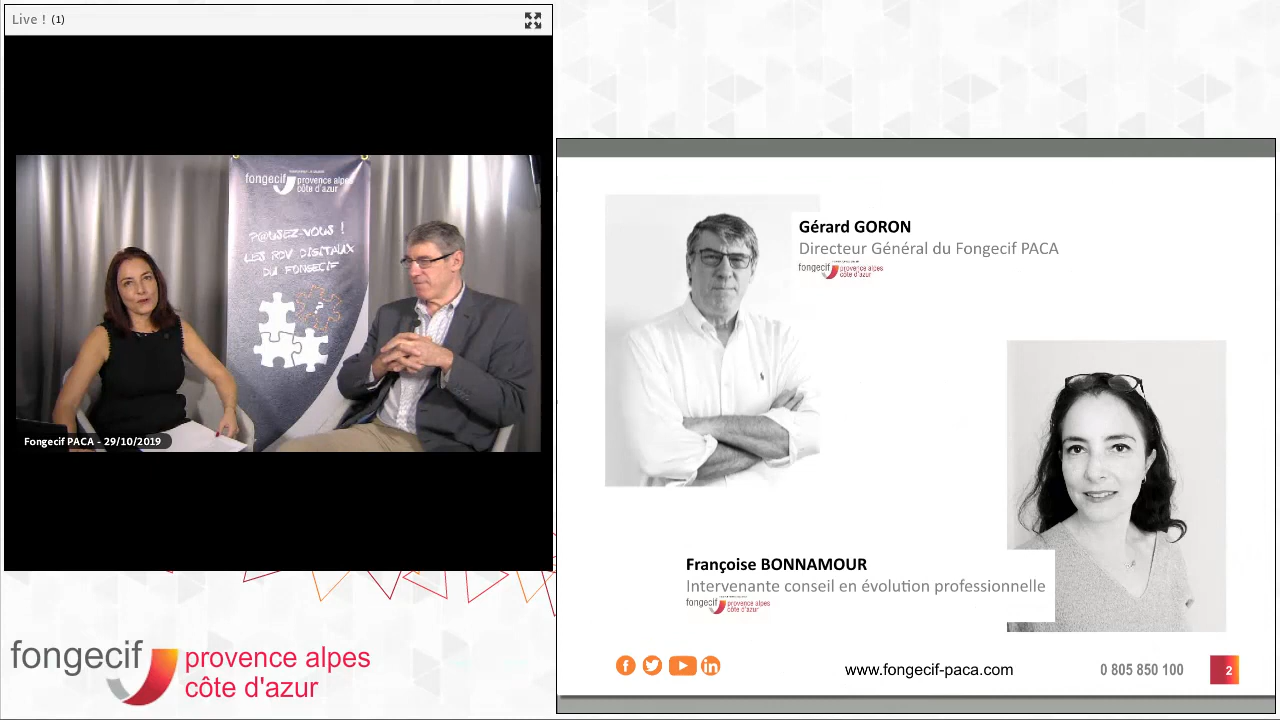 Live ! (1)
fongecif provence alpes
côte d'azur
P@USEZ-VOUS !
LES RDV DIGITAUX
DU FONGECIF
?
Fongecif PACA - 29/10/2019
fongecif provence alpes
côte d'azur
Gérard GORON
Directeur Général du Fongecif PACA
fongecif provence alpes
côte d'azur
Françoise BONNAMOUR
Intervenante conseil en évolution professionnelle
fongecif provence alpes
côte d'azur
www.fongecif-paca.com
0 805 850 100
2